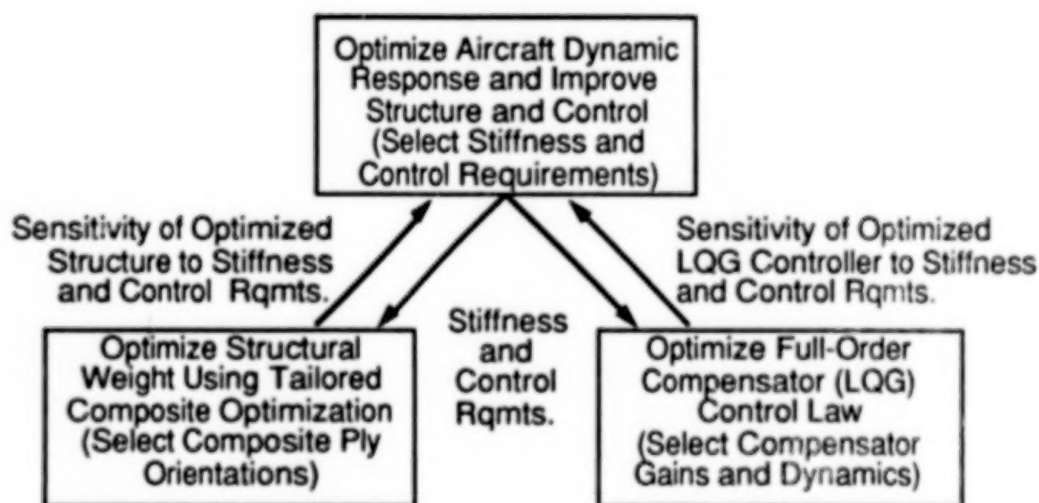 Optimize Aircraft Dynamic
Response and Improve
Structure and Control
(Select Stiffness and
Control Requirements)
Sensitivity of Optimized
Structure to Stiffness
and Control Rqmts.
Sensitivity of Optimized
LQG Controller to Stiffness
and Control Rqmts.
Stiffness
and
Control
Rqmts.
Optimize Structural
Weight Using Tailored
Composite Optimization
(Select Composite Ply
Orientations)
Optimize Full-Order
Compensator (LQG)
Control Law
(Select Compensator
Gains and Dynamics)